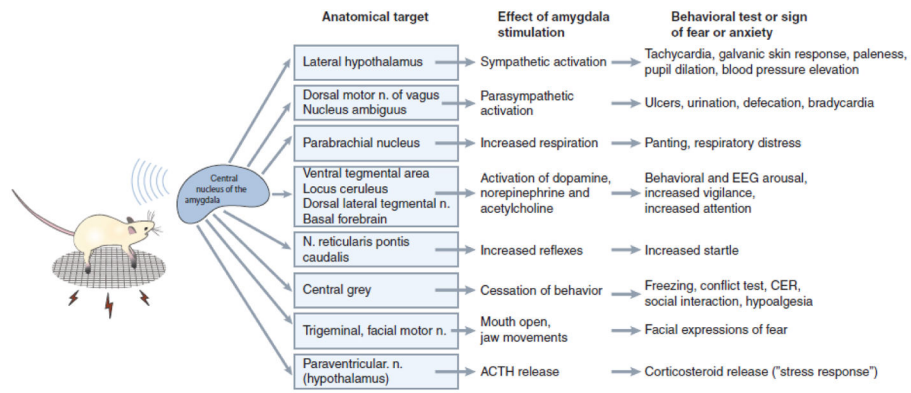 Anatomical target
Effect of amygdala
stimulation
Behavioral test or sign
of fear or anxiety
Lateral hypothalamus
Sympathetic activation
Tachycardia, galvanic skin response, paleness,
pupil dilation, blood pressure elevation
Dorsal motor n. of vagus
Nucleus ambiguus
Parasympathetic
activation
Ulcers, urination, defecation, bradycardia
Parabrachial nucleus
Increased respiration
Panting, respiratory distress
Central
nucleus of the
amygdala
Ventral tegmental area
Locus ceruleus
Dorsal lateral tegmental n.
Basal forebrain
Activation of dopamine,
norepinephrine and
acetylcholine
Behavioral and EEG arousal,
increased vigilance,
increased attention
N. reticularis pontis
caudalis
Increased reflexes
Increased startle
Central grey
Cessation of behavior
Freezing, conflict test, CER,
social interaction, hypoalgesia
Trigeminal, facial motor n.
Mouth open,
jaw movements
Facial expressions of fear
Paraventricular. n.
(hypothalamus)
ACTH release
Corticosteroid release ("stress response")